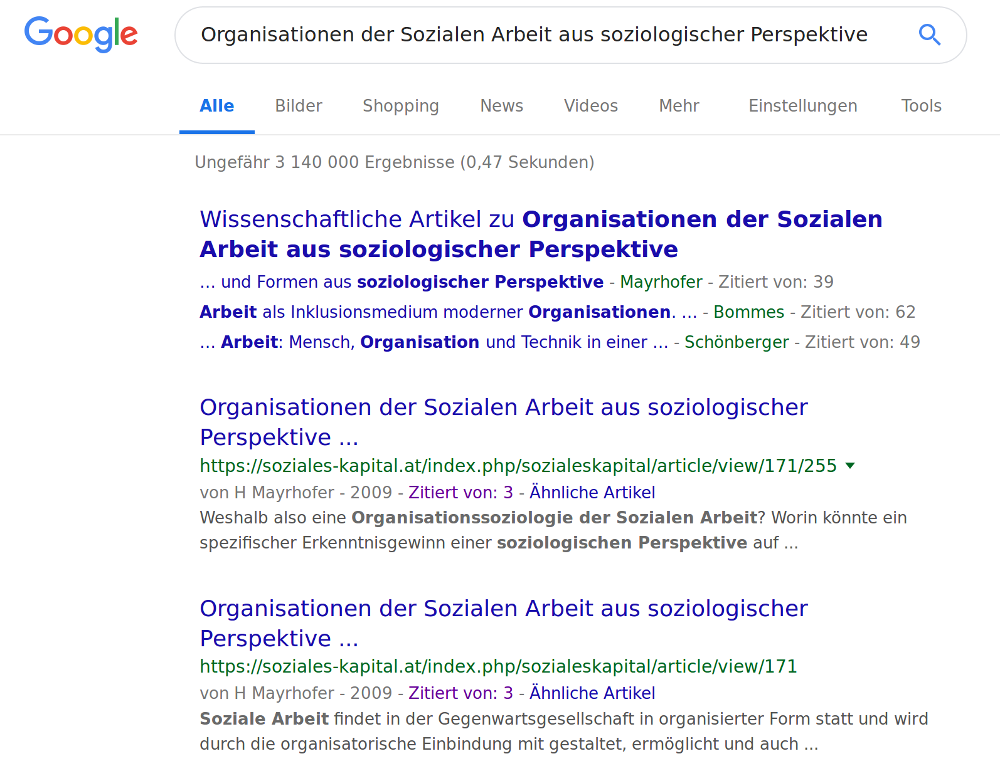 Google
Organisationen der Sozialen Arbeit aus soziologischer Perspektive
Alle Bilder Shopping News Videos Mehr Einstellungen Tools
Ungefähr 3 140 000 Ergebnisse (0,47 Sekunden)
Wissenschaftliche Artikel zu Organisationen der Sozialen
Arbeit aus soziologischer Perspektive
… und Formen aus soziologischer Perspektive - Mayrhofer - Zitiert von: 39
Arbeit als Inklusionsmedium moderner Organisationen. … - Bommes - Zitiert von: 62
… Arbeit: Mensch, Organisation und Technik in einer … - Schönberger - Zitiert von: 49
Organisationen der Sozialen Arbeit aus soziologischer
Perspektive ...
https://soziales-kapital.at/index.php/sozialeskapital/article/view/171/255
von H Mayrhofer - 2009 - Zitiert von: 3 - Ähnliche Artikel
Weshalb also eine Organisationssoziologie der Sozialen Arbeit? Worin könnte ein
spezifischer Erkenntnisgewinn einer soziologischen Perspektive auf ...
Organisationen der Sozialen Arbeit aus soziologischer
Perspektive ...
https://soziales-kapital.at/index.php/sozialeskapital/article/view/171
von H Mayrhofer - 2009 - Zitiert von: 3 - Ähnliche Artikel
Soziale Arbeit findet in der Gegenwartsgesellschaft in organisierter Form statt und wird
durch die organisatorische Einbindung mit gestaltet, ermöglicht und auch ...